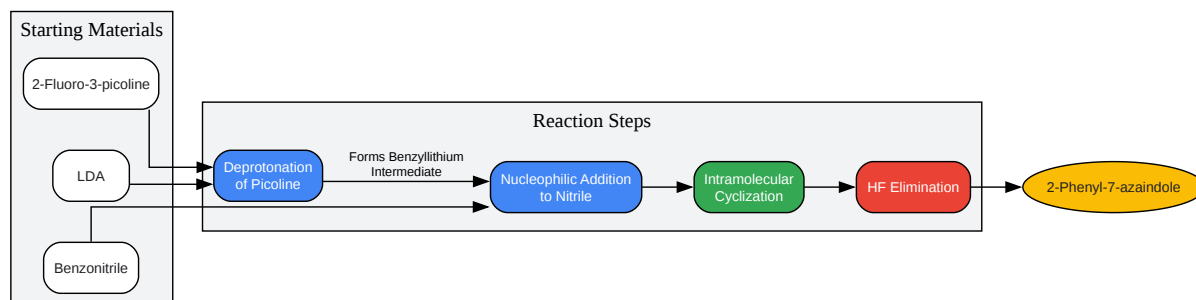 Starting Materials
2-Fluoro-3-picoline
LDA
Benzonitrile
Reaction Steps
Deprotonation
of Picoline
Forms Benzyllithium
Intermediate
Nucleophilic Addition
to Nitrile
Intramolecular
Cyclization
HF Elimination
2-Phenyl-7-azaindole